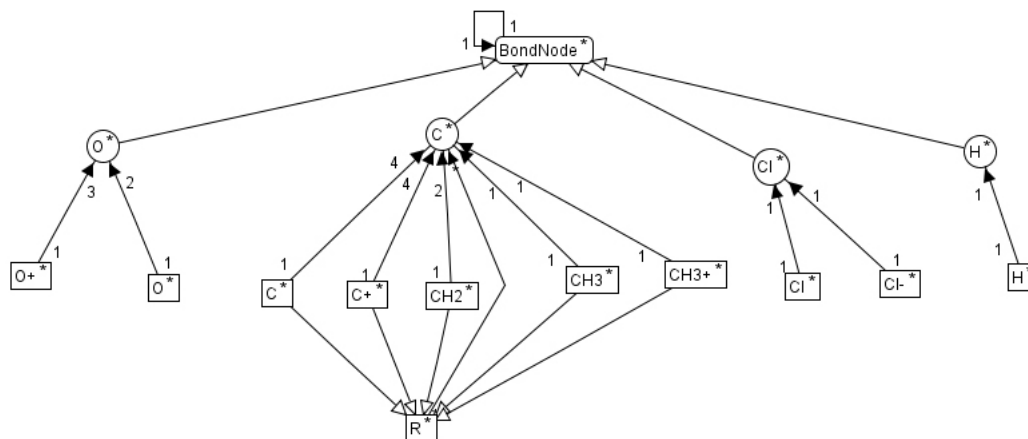 1
1 BondNode *
O *
C *
Cl *
H *
3 2
4 4 2 * 1 1
1 1
1
1 1
1 1 1 1 1
1 1
1
O+ *
O *
C *
C+ *
CH2 *
CH3 *
CH3+ *
Cl *
Cl- *
H *
R *